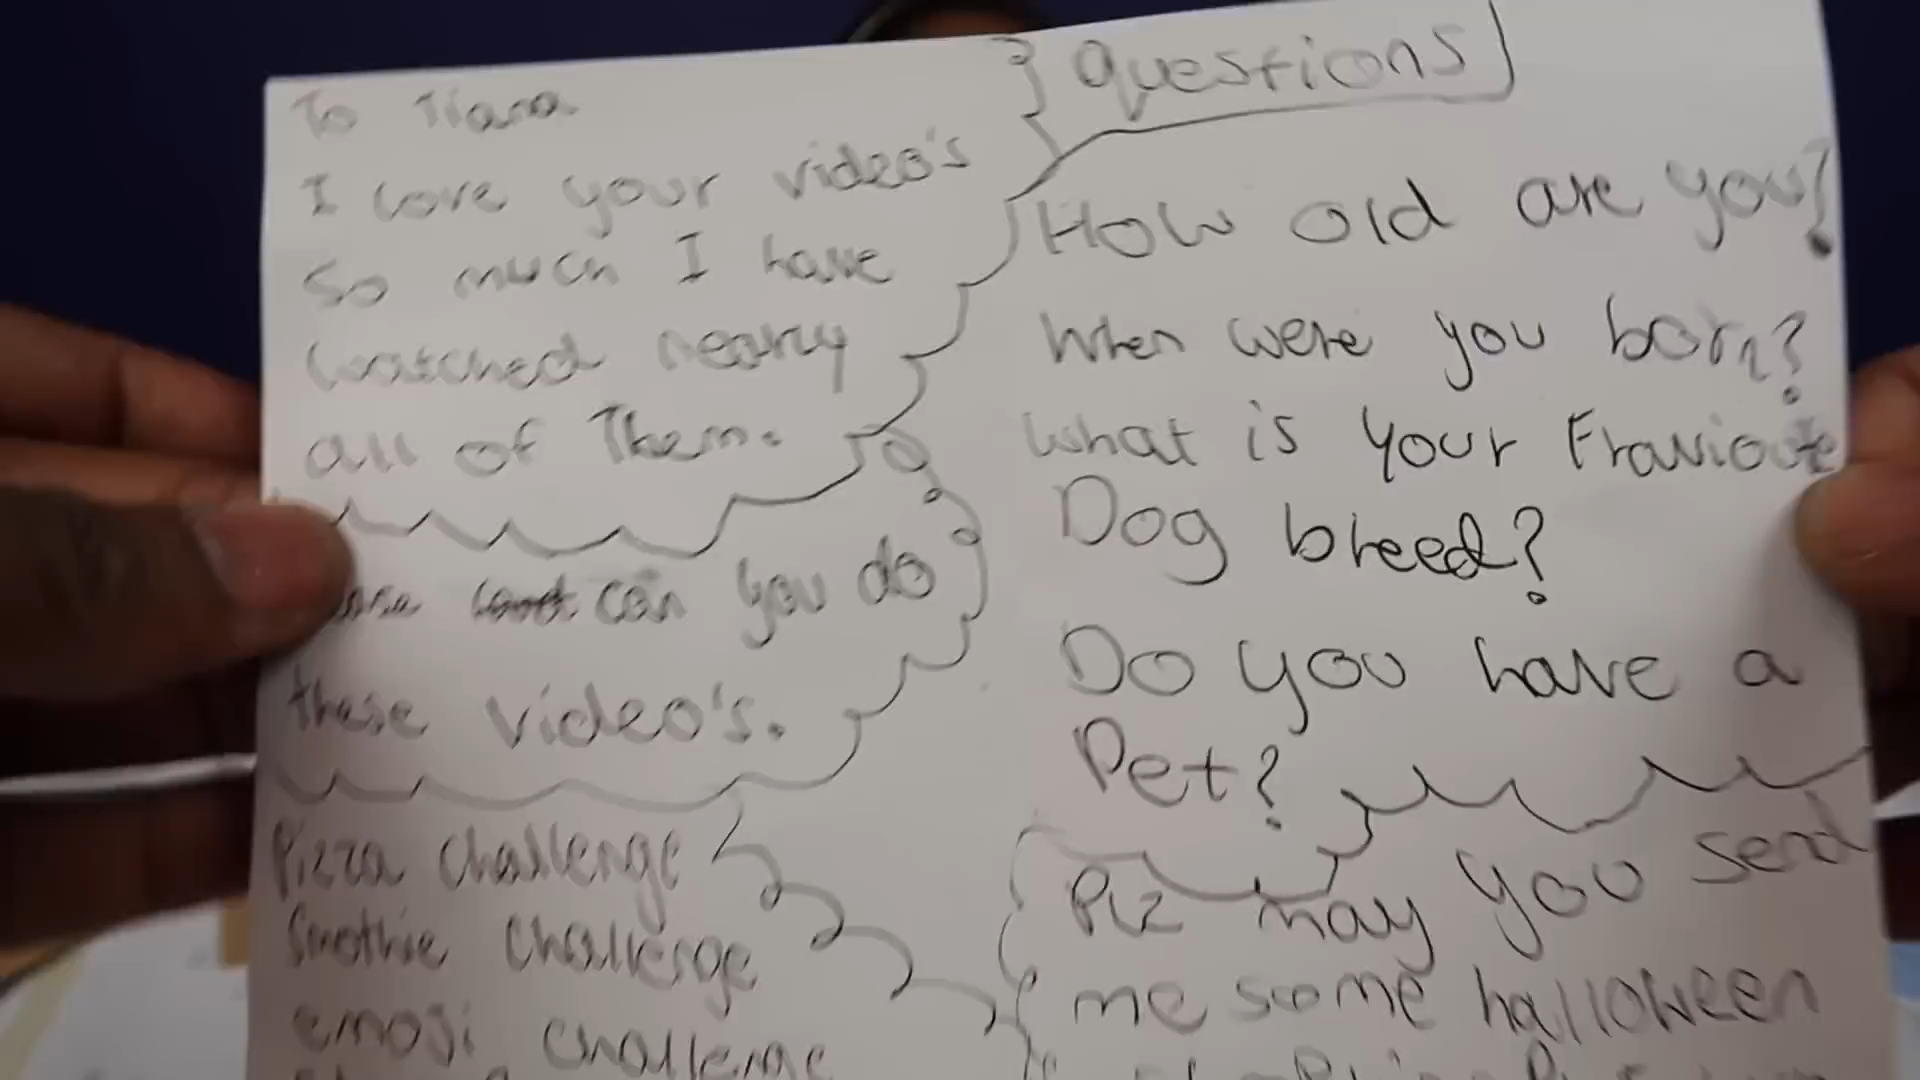 To Tiana
I love your video's
So much I have
watched nearly
all of Them.
can you do
these video's.
Pizza challenge
Smothie challenge
emoji challenge
Questions
How old are you?
When were you born?
What is your Fravioute
Dog breed?
Do you have a
Pet?
Plz may you send
me some halloween